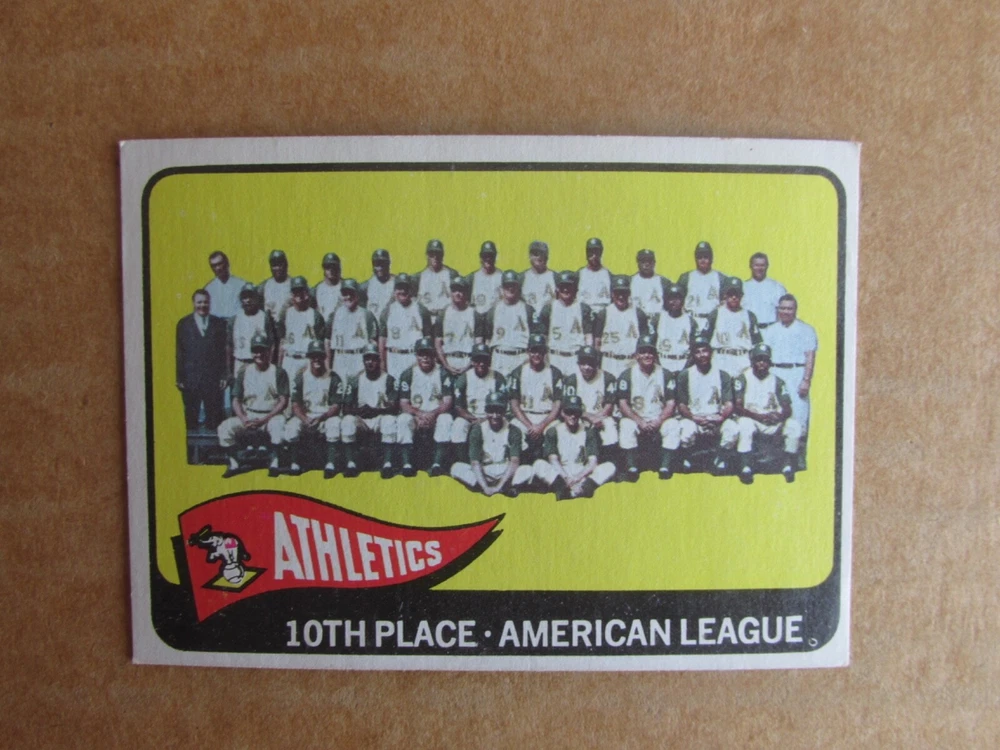 ATHLETICS
10TH PLACE · AMERICAN LEAGUE